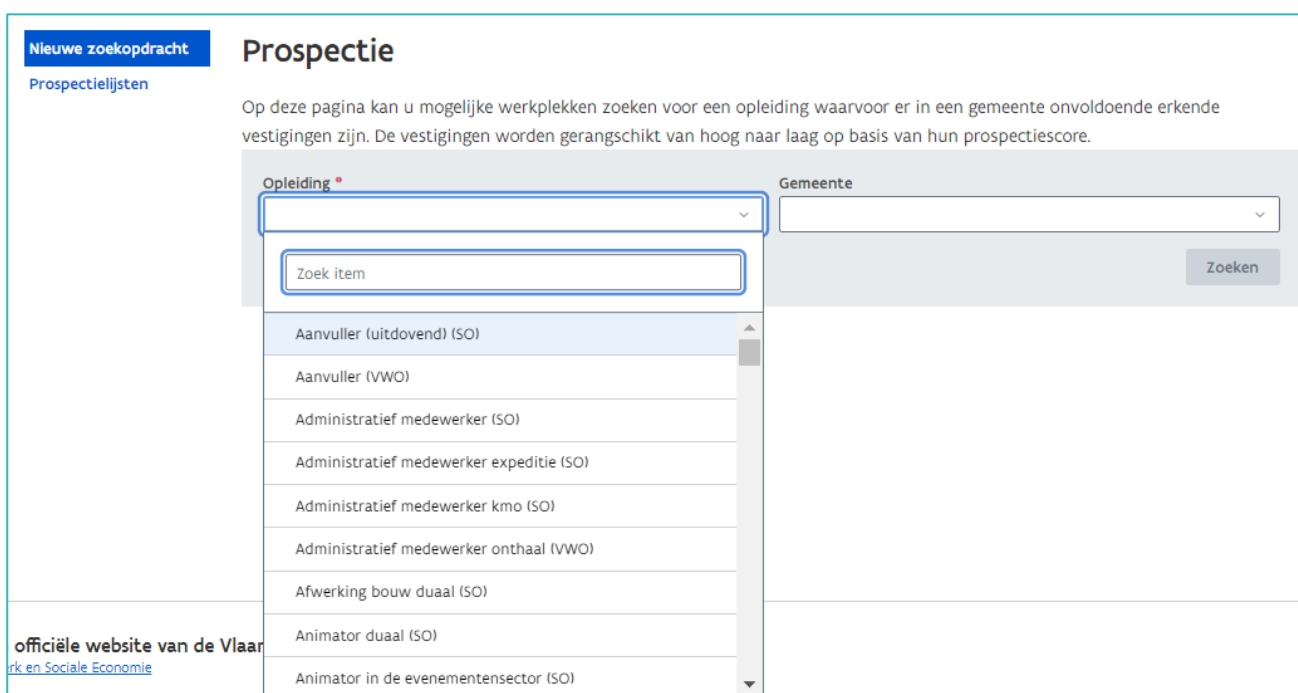 Nieuwe zoekopdracht
Prospectielijsten
Prospectie
Op deze pagina kan u mogelijke werkplekken zoeken voor een opleiding waarvoor er in een gemeente onvoldoende erkende
vestigingen zijn. De vestigingen worden gerangschikt van hoog naar laag op basis van hun prospectiescore.
Opleiding *
Gemeente
Zoek item
Zoeken
Aanvuller (uitdovend) (SO)
Aanvuller (VWO)
Administratief medewerker (SO)
Administratief medewerker expeditie (SO)
Administratief medewerker kmo (SO)
Administratief medewerker onthaal (VWO)
Afwerking bouw duaal (SO)
Animator duaal (SO)
Animator in de evenementensector (SO)
officiële website van de Vlaar
rk en Sociale Economie